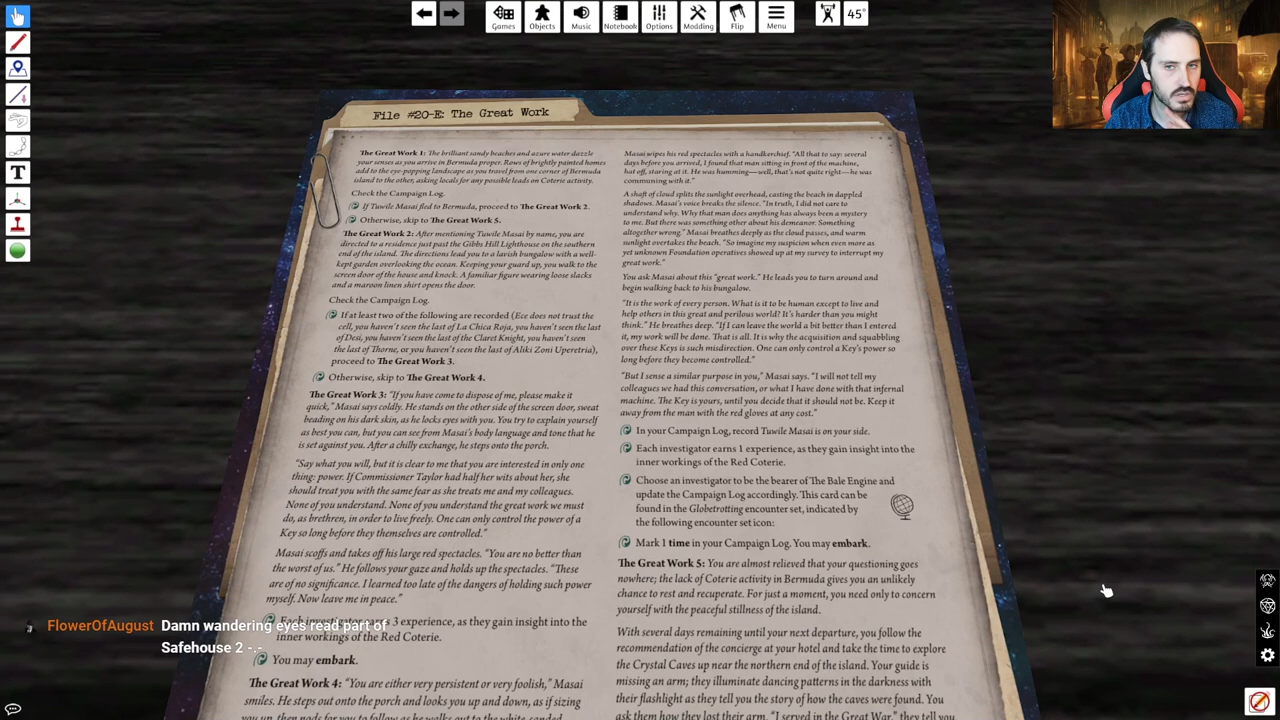 Games
Objects
Music
Notebook
Options
Modding
Flip
Menu
45°
T
File #20-E: The Great Work
The Great Work 1: The brilliant sandy beaches and azure water dazzle
your senses as you arrive in Bermuda proper. Rows of brightly painted homes
add to the eye-popping landscape as you travel from one corner of Bermuda
island to the other, asking locals for any possible leads on Coterie activity.
Check the Campaign Log.
If Tuwile Masai fled to Bermuda, proceed to The Great Work 2.
Otherwise, skip to The Great Work 5.
The Great Work 2: After mentioning Tuwile Masai by name, you are
directed to a residence just past the Gibbs Hill Lighthouse on the southern
end of the island. The directions lead you to a lavish bungalow with a well-
kept garden overlooking the ocean. Keeping your guard up, you walk to the
screen door of the house and knock. A familiar figure wearing loose slacks
and a maroon linen shirt opens the door.
Check the Campaign Log.
If at least two of the following are recorded (Ece does not trust the
cell, you haven't seen the last of La Chica Roja, you haven't seen the last
of Desi, you haven't seen the last of the Claret Knight, you haven't seen
the last of Thorne, or you haven't seen the last of Aliki Zoni Uperetria),
proceed to The Great Work 3.
Otherwise, skip to The Great Work 4.
The Great Work 3: "If you have come to dispose of me, please make it
quick," Masai says coldly. He stands on the other side of the screen door, sweat
beading on his dark skin, as he locks eyes with you. You try to explain yourself
as best you can, but you can see from Masai's body language and tone that he
is set against you. After a chilly exchange, he steps onto the porch.
"Say what you will, but it is clear to me that you are interested in only one
thing: power. If Commissioner Taylor had half her wits about her, she
should treat you with the same fear as she treats me and my colleagues.
None of you understand. None of you understand the great work we must
do, as brethren, in order to live freely. One can only control the power of a
Key so long before they themselves are controlled."
Masai scoffs and takes off his large red spectacles. "You are no better than
the worst of us." He follows your gaze and holds up the spectacles. "These
are of no significance. I learned too late of the dangers of holding such power
myself. Now leave me in peace."
Each investigator 3 experience, as they gain insight into the
inner workings of the Red Coterie.
You may embark.
The Great Work 4: "You are either very persistent or very foolish," Masai
smiles. He steps out onto the porch and looks you up and down, as if sizing
you up, then nods for you to follow as he walks out to the white-sanded
Masai wipes his red spectacles with a handkerchief. "All that to say: several
days before you arrived, I found that man sitting in front of the machine,
hat off, staring at it. He was humming—well, that's not quite right—he was
communing with it."
A shaft of cloud splits the sunlight overhead, casting the beach in dappled
shadows. Masai's voice breaks the silence. "In truth, I did not care to
understand why. Why that man does anything has always been a mystery
to me. But there was something other about his demeanor. Something
altogether wrong." Masai breathes deeply as the cloud passes, and warm
sunlight overtakes the beach. "So imagine my suspicion when even more as
yet unknown Foundation operatives showed up at my survey to interrupt my
great work."
You ask Masai about this "great work." He leads you to turn around and
begin walking back to his bungalow.
"It is the work of every person. What is it to be human except to live and
help others in this great and perilous world? It's harder than you might
think." He breathes deep. "If I can leave the world a bit better than I entered
it, my work will be done. That is all. It is why the acquisition and squabbling
over these Keys is such misdirection. One can only control a Key's power so
long before they become controlled."
"But I sense a similar purpose in you," Masai says. "I will not tell my
colleagues we had this conversation, or what I have done with that infernal
machine. The Key is yours, until you decide that it should not be. Keep it
away from the man with the red gloves at any cost."
In your Campaign Log, record Tuwile Masai is on your side.
Each investigator earns 1 experience, as they gain insight into the
inner workings of the Red Coterie.
Choose an investigator to be the bearer of The Bale Engine and
update the Campaign Log accordingly. This card can be
found in the Globetrotting encounter set, indicated by
the following encounter set icon:
Mark 1 time in your Campaign Log. You may embark.
The Great Work 5: You are almost relieved that your questioning goes
nowhere; the lack of Coterie activity in Bermuda gives you an unlikely
chance to rest and recuperate. For just a moment, you need only to concern
yourself with the peaceful stillness of the island.
With several days remaining until your next departure, you follow the
recommendation of the concierge at your hotel and take the time to explore
the Crystal Caves up near the northern end of the island. Your guide is
missing an arm; they illuminate dancing patterns in the darkness with
their flashlight as they tell you the story of how the caves were found. You
ask them how they lost their arm. "I served in the Great War," they tell you
FlowerOfAugust Damn wandering eyes read part of
Safehouse 2 -.-